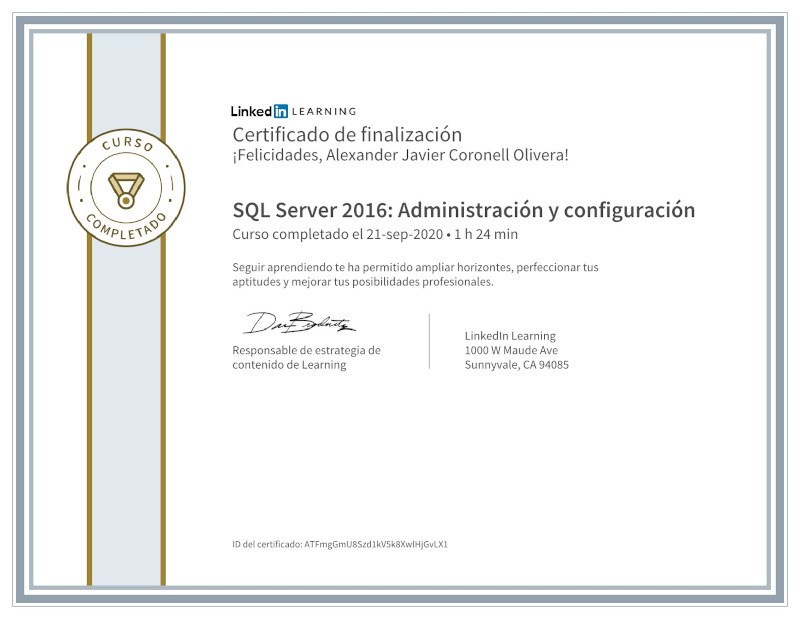 Linked in LEARNING
Certificado de finalización
¡Felicidades, Alexander Javier Coronell Olivera!
CURSO
COMPLETADO
SQL Server 2016: Administración y configuración
Curso completado el 21-sep-2020 • 1 h 24 min
Seguir aprendiendo te ha permitido ampliar horizontes, perfeccionar tus
aptitudes y mejorar tus posibilidades profesionales.
Responsable de estrategia de
contenido de Learning
LinkedIn Learning
1000 W Maude Ave
Sunnyvale, CA 94085
ID del certificado: ATFmgGmU8Szd1kV5k8XwlHjGvLX1